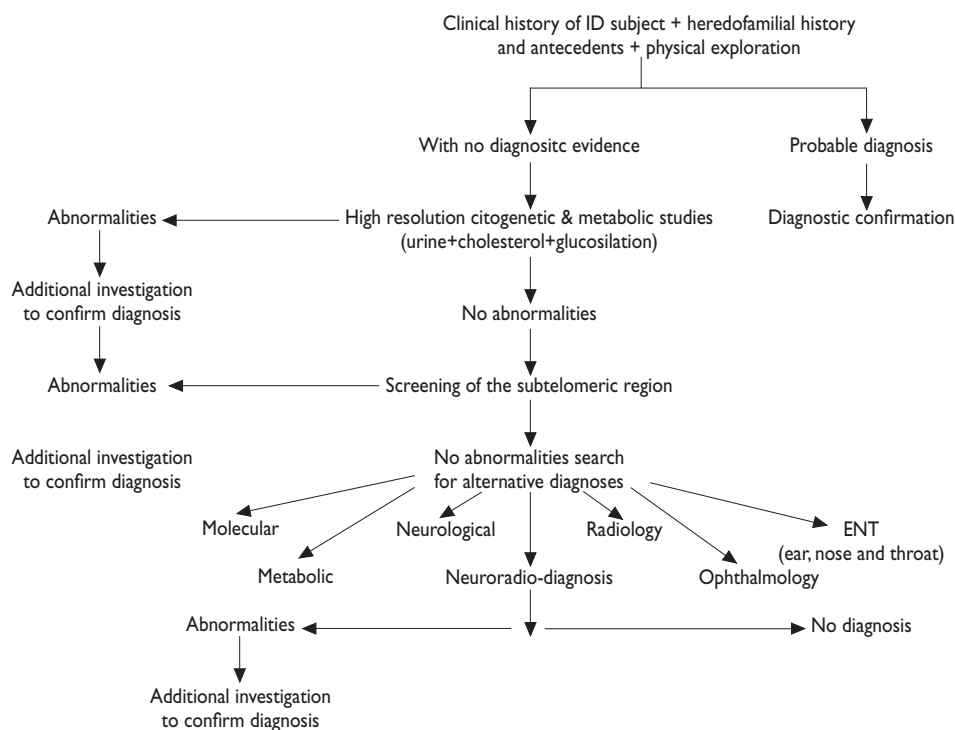 Clinical history of ID subject + heredofamilial history
and antecedents + physical exploration
With no diagnositc evidence
Probable diagnosis
Abnormalities
High resolution citogenetic & metabolic studies
(urine+cholesterol+glucosilation)
Diagnostic confirmation
Additional investigation
to confirm diagnosis
No abnormalities
Abnormalities
Screening of the subtelomeric region
Additional investigation
to confirm diagnosis
No abnormalities search
for alternative diagnoses
Molecular
Neurological
Radiology
ENT
(ear, nose and throat)
Metabolic
Neuroradio-diagnosis
Ophthalmology
Abnormalities
No diagnosis
Additional investigation
to confirm diagnosis